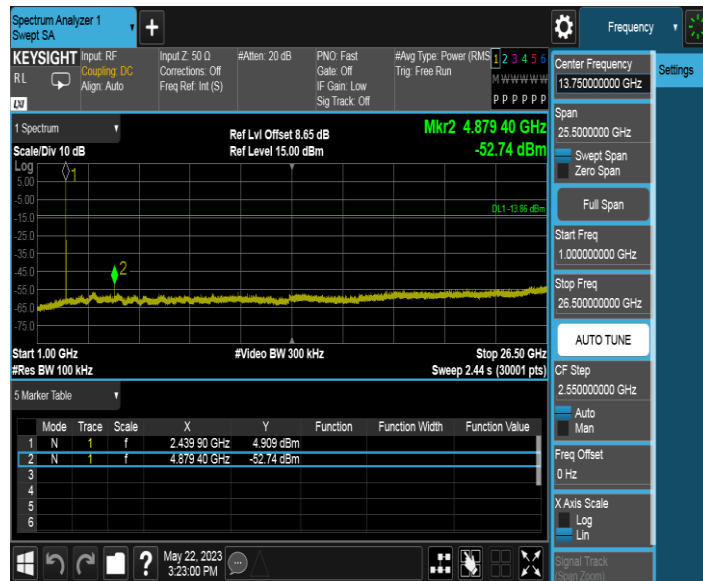 Spectrum Analyzer 1
Swept SA
+
Frequency
KEYSIGHT
RL
LXI
Input: RF
Coupling: DC
Align: Auto
Input Z: 50 Ω
Corrections: Off
Freq Ref: Int (S)
#Atten: 20 dB
PNO: Fast
Gate: Off
IF Gain: Low
Sig Track: Off
#Avg Type: Power (RMS
Trig: Free Run
1 2 3 4 5 6
M W W W W W
P P P P P P
1 Spectrum
Scale/Div 10 dB
Ref Lvl Offset 8.65 dB
Ref Level 15.00 dBm
Mkr2 4.879 40 GHz
-52.74 dBm
Log
5.00
-5.00
-15.0
-25.0
-35.0
-45.0
-55.0
-65.0
-75.0
1
2
DL1 -13.86 dBm
Start 1.00 GHz
#Res BW 100 kHz
#Video BW 300 kHz
Stop 26.50 GHz
Sweep 2.44 s (30001 pts)
5 Marker Table
Mode Trace Scale X Y Function Function Width Function Value
1 N 1 f 2.439 90 GHz 4.909 dBm
2 N 1 f 4.879 40 GHz -52.74 dBm
3
4
5
6
May 22, 2023
3:23:00 PM
?
Center Frequency
13.750000000 GHz
Settings
Span
25.5000000 GHz
Swept Span
Zero Span
Full Span
Start Freq
1.000000000 GHz
Stop Freq
26.500000000 GHz
AUTO TUNE
CF Step
2.550000000 GHz
Auto
Man
Freq Offset
0 Hz
X Axis Scale
Log
Lin
Signal Track
(Span Zoom)